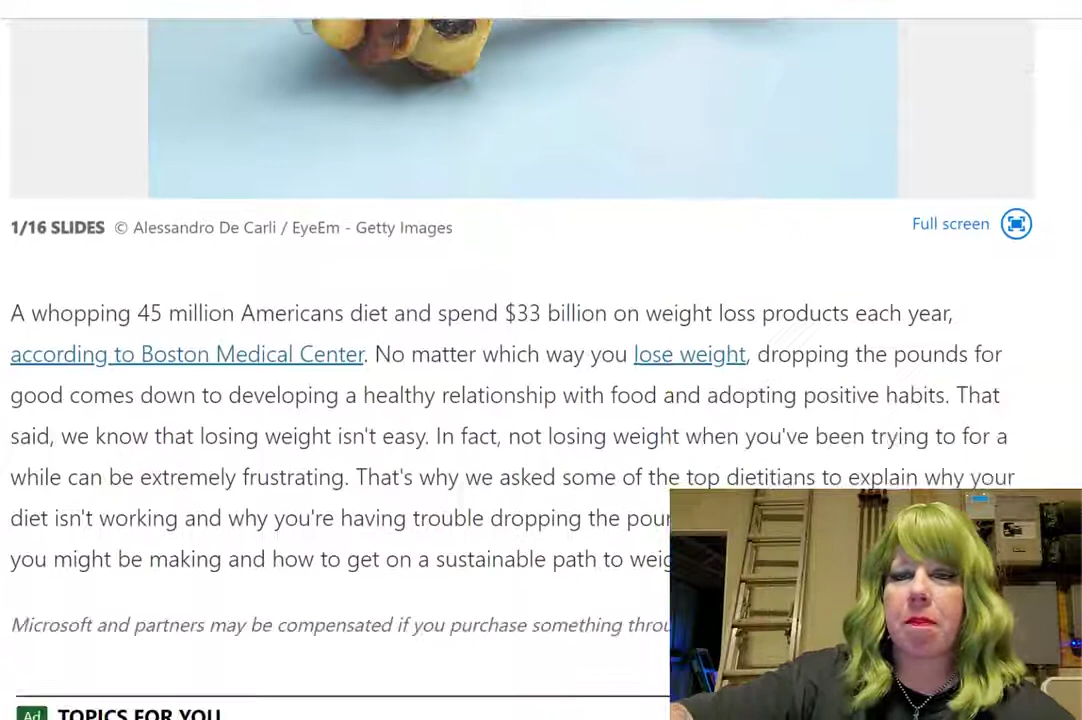 1/16 SLIDES © Alessandro De Carli / EyeEm - Getty Images
Full screen
A whopping 45 million Americans diet and spend $33 billion on weight loss products each year,
according to Boston Medical Center. No matter which way you lose weight, dropping the pounds for
good comes down to developing a healthy relationship with food and adopting positive habits. That
said, we know that losing weight isn't easy. In fact, not losing weight when you've been trying to for a
while can be extremely frustrating. That's why we asked some of the top dietitians to explain why your
diet isn't working and why you're having trouble dropping the
you might be making and how to get on a sustainable path to
Microsoft and partners may be compensated if you purchase something
Ad TOPICS FOR YOU